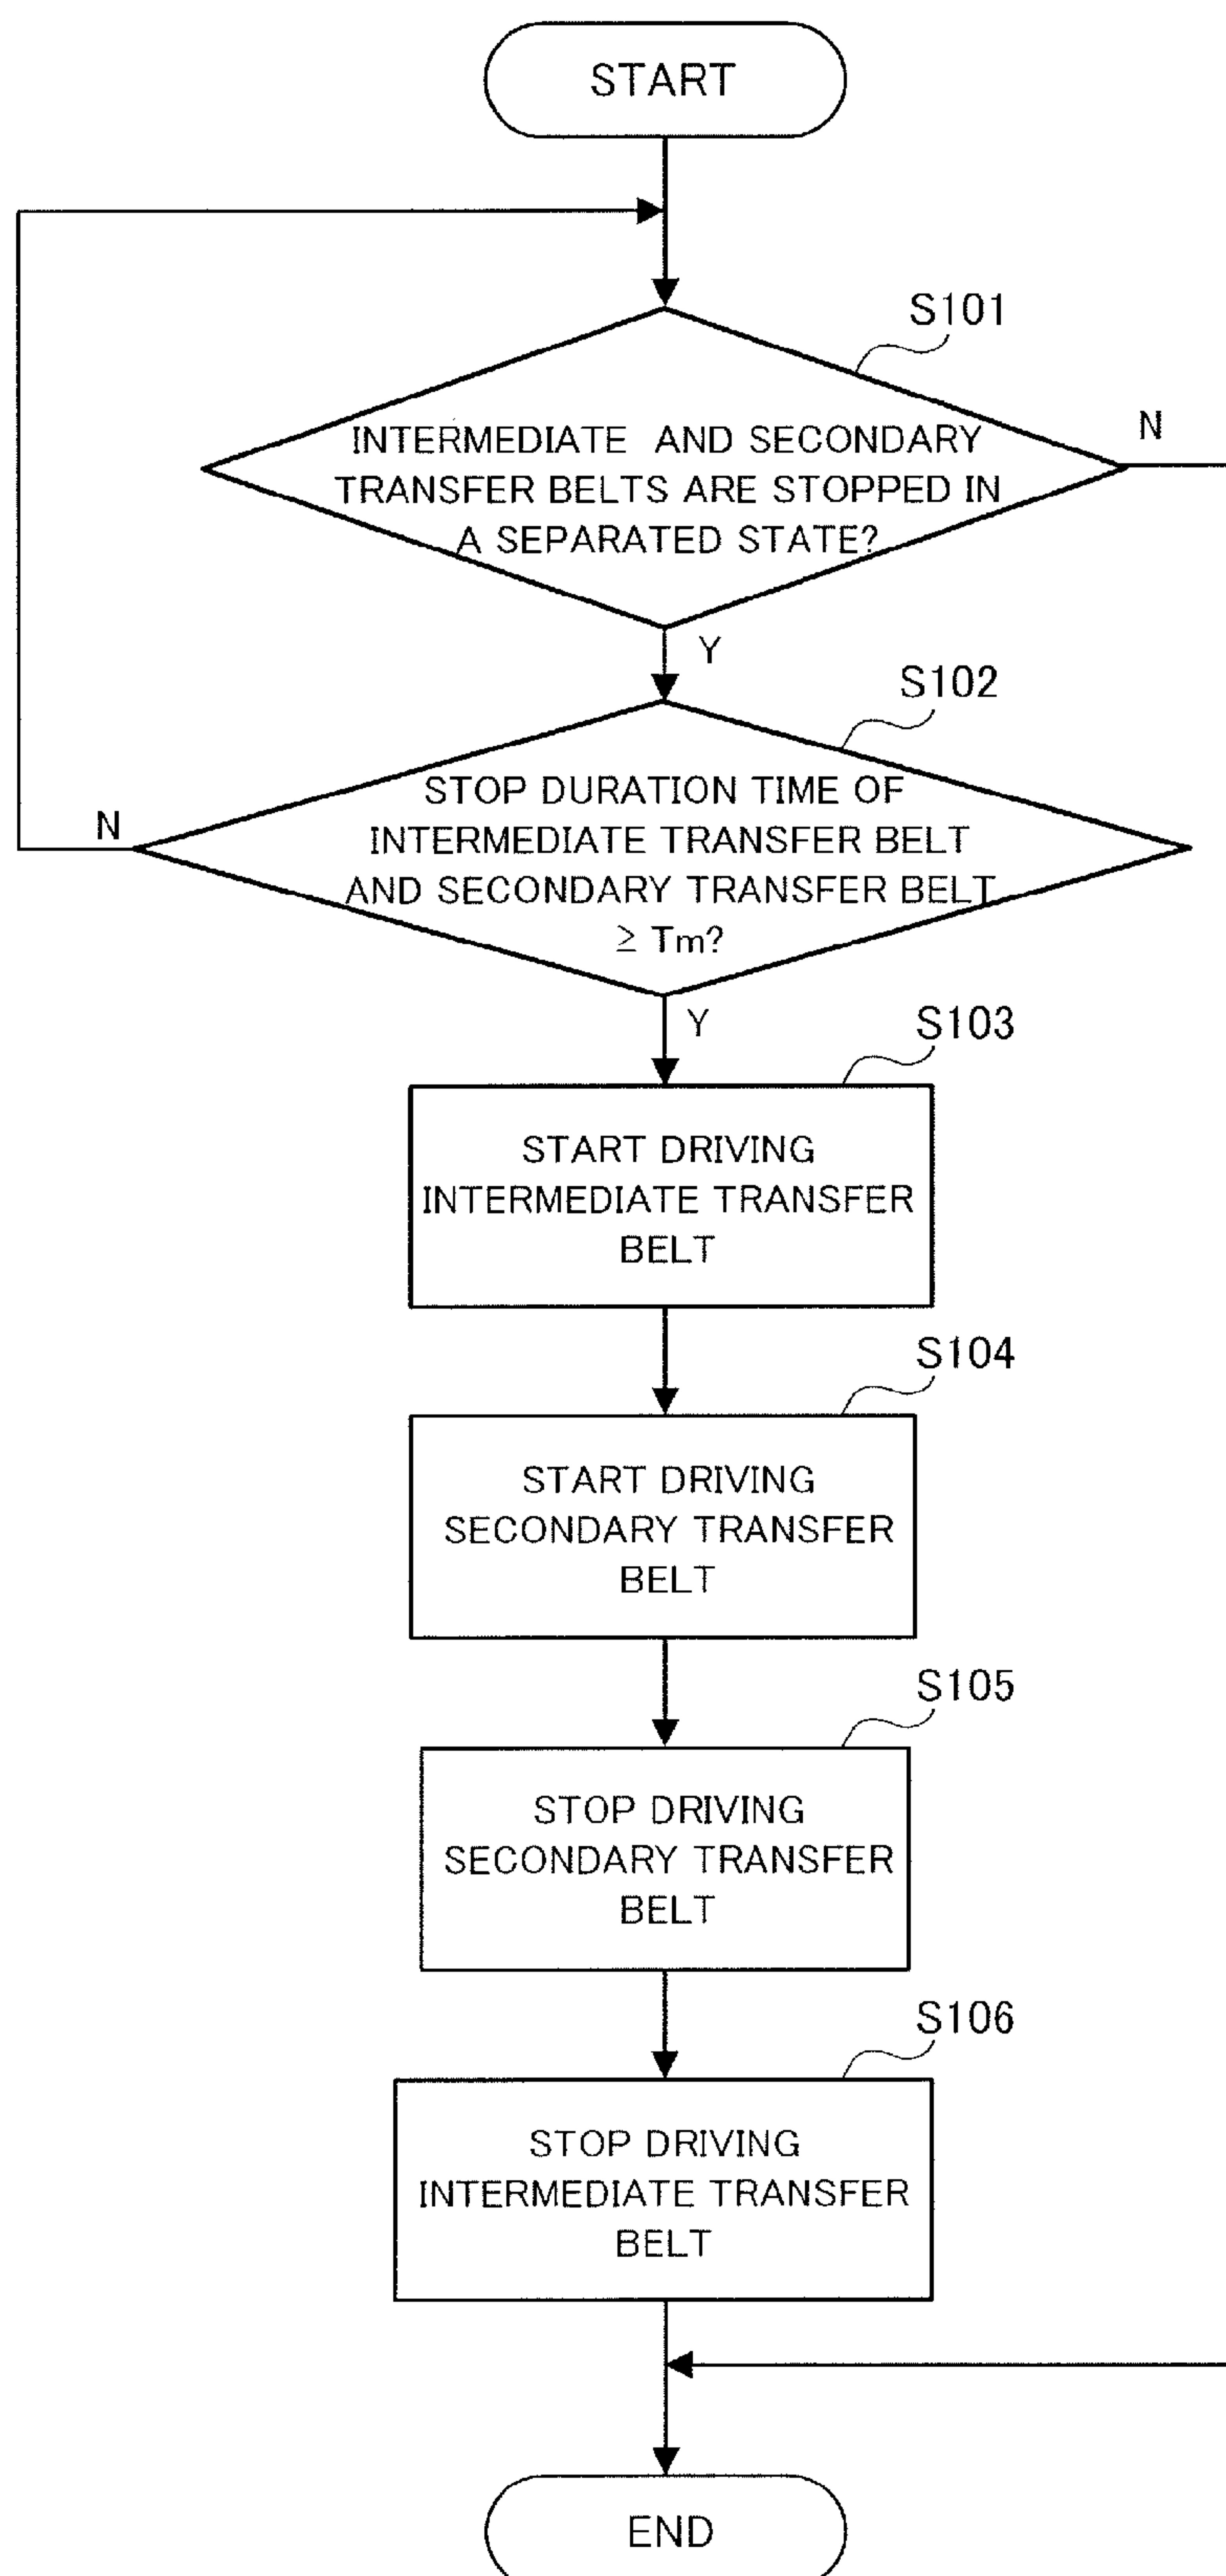 START
S101
INTERMEDIATE AND SECONDARY
TRANSFER BELTS ARE STOPPED IN
A SEPARATED STATE?
N
Y
S102
STOP DURATION TIME OF
INTERMEDIATE TRANSFER BELT
AND SECONDARY TRANSFER BELT
≥ Tm?
N
Y
S103
START DRIVING
INTERMEDIATE TRANSFER
BELT
S104
START DRIVING
SECONDARY TRANSFER
BELT
S105
STOP DRIVING
SECONDARY TRANSFER
BELT
S106
STOP DRIVING
INTERMEDIATE TRANSFER
BELT
END